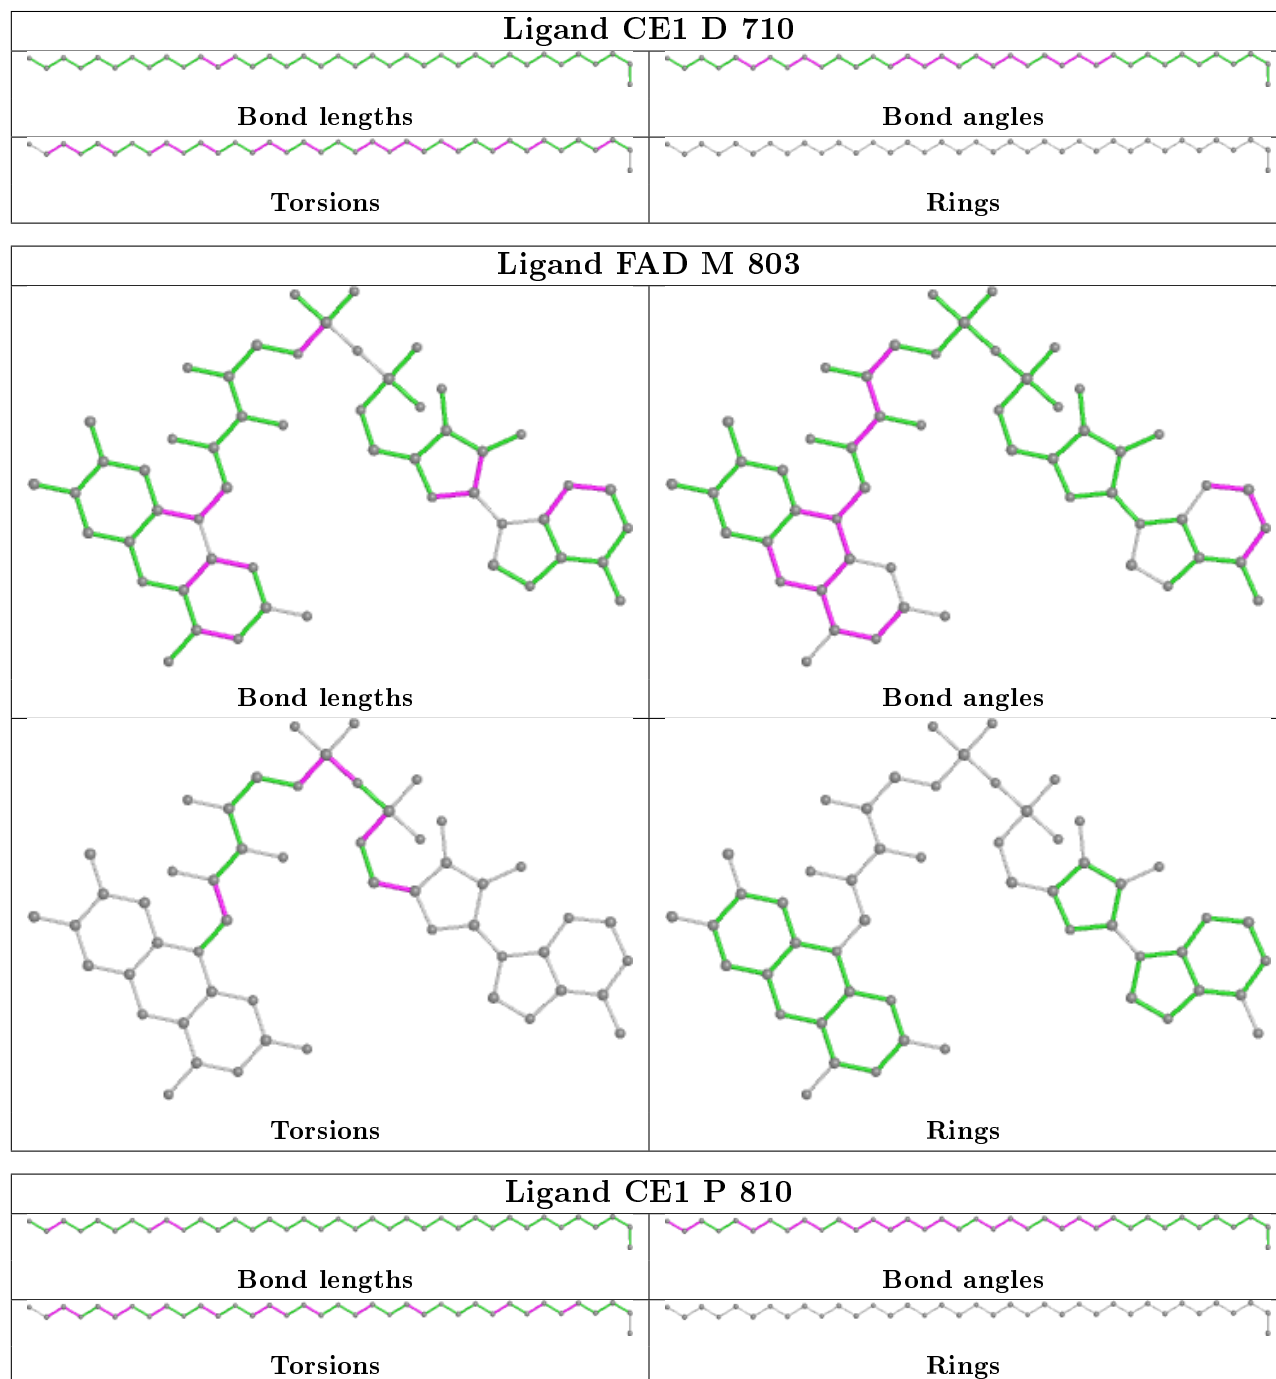 Ligand CE1 D 710
Bond lengths
Bond angles
Torsions
Rings
Ligand FAD M 803
Bond lengths
Bond angles
Torsions
Rings
Ligand CE1 P 810
Bond lengths
Bond angles
Torsions
Rings